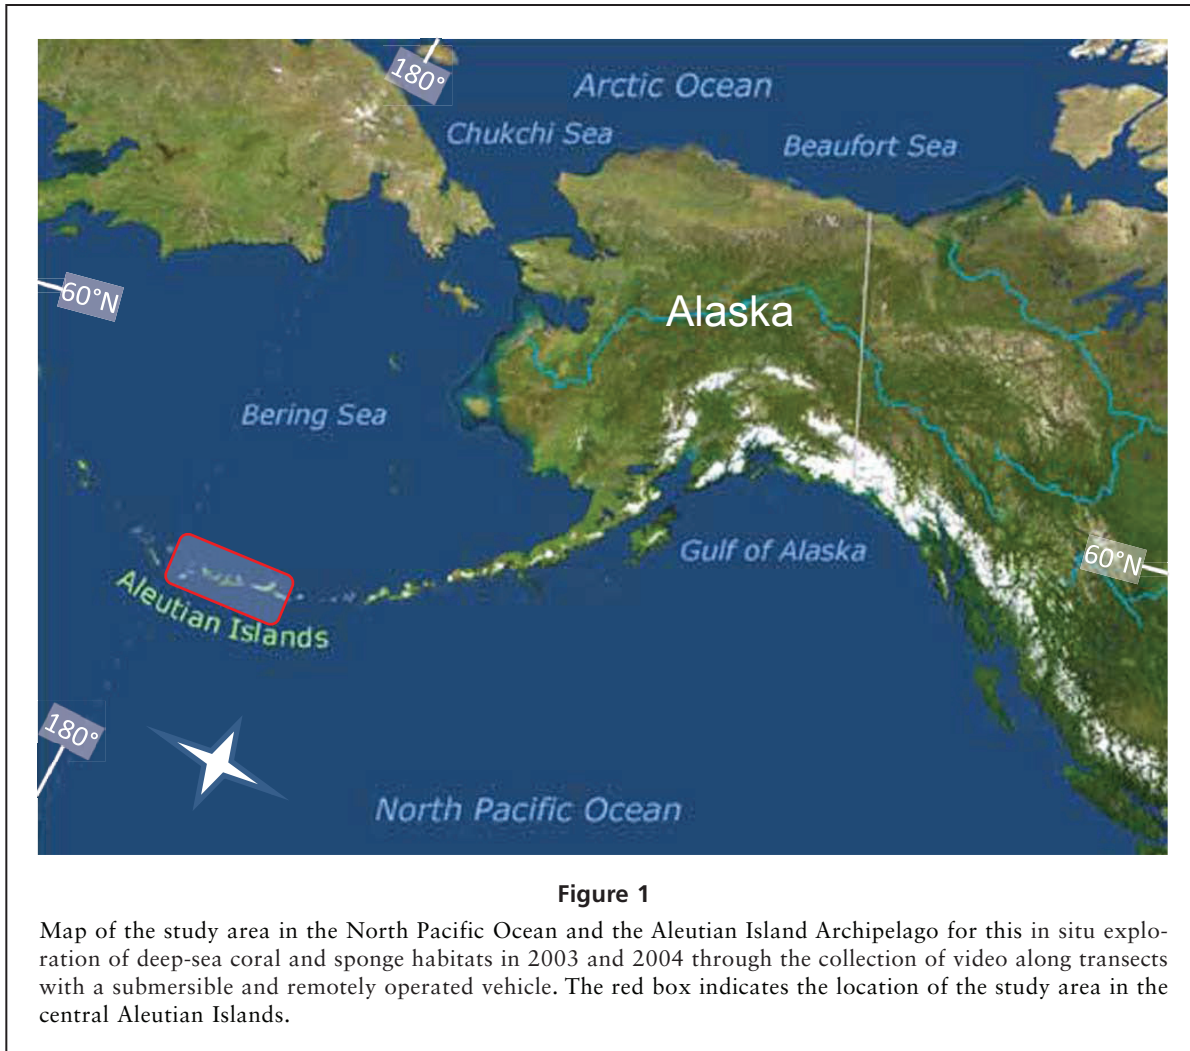 180°
Arctic Ocean
Chukchi Sea
Beaufort Sea
60°N
Alaska
Bering Sea
Gulf of Alaska
60°N
Aleutian Islands
180°
North Pacific Ocean
Figure 1
Map of the study area in the North Pacific Ocean and the Aleutian Island Archipelago for this in situ explo-
ration of deep-sea coral and sponge habitats in 2003 and 2004 through the collection of video along transects
with a submersible and remotely operated vehicle. The red box indicates the location of the study area in the
central Aleutian Islands.